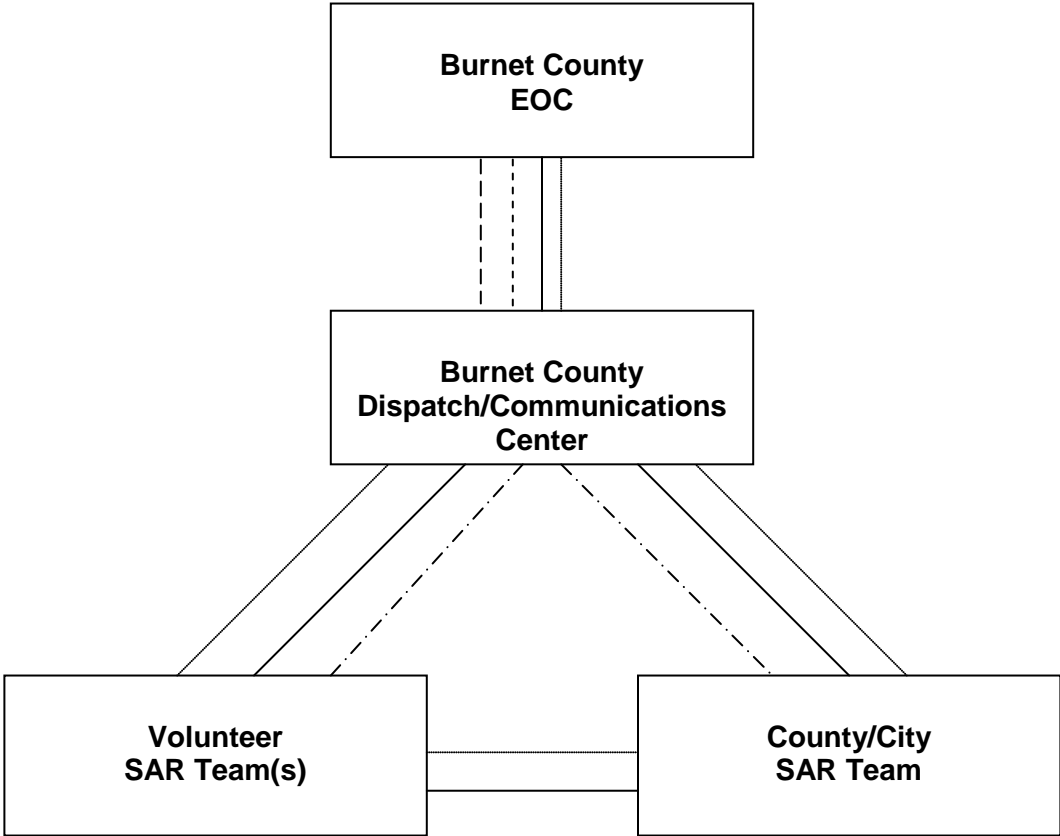 Burnet County
EOC
Burnet County
Dispatch/Communications
Center
Volunteer
SAR Team(s)
County/City
SAR Team